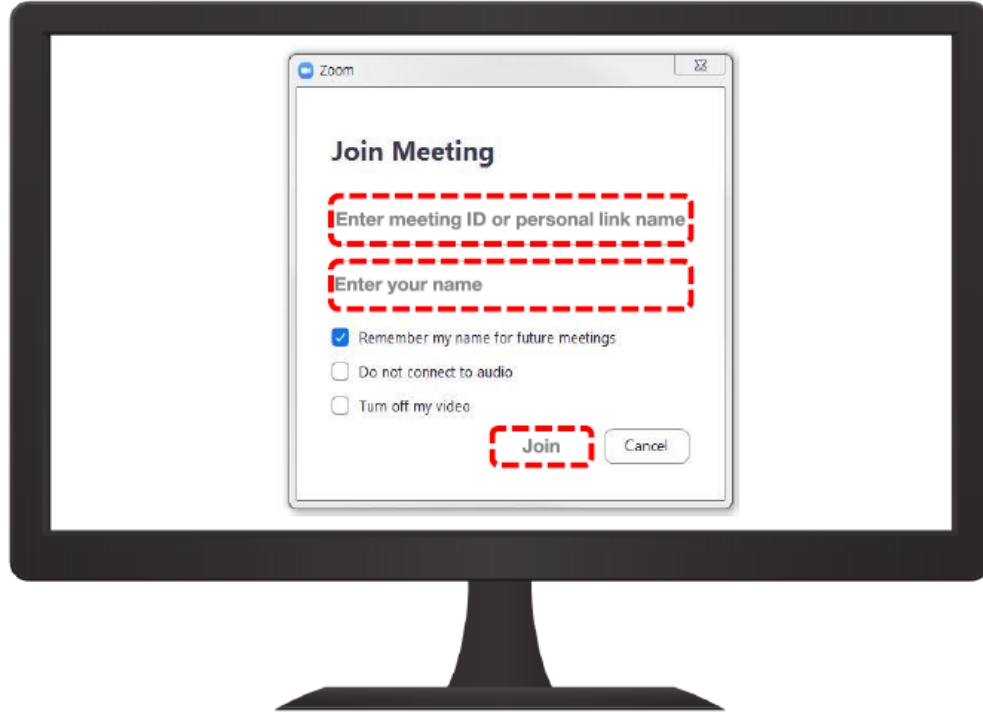 Zoom
Join Meeting
Enter meeting ID or personal link name
Enter your name
Remember my name for future meetings
Do not connect to audio
Turn off my video
Join Cancel